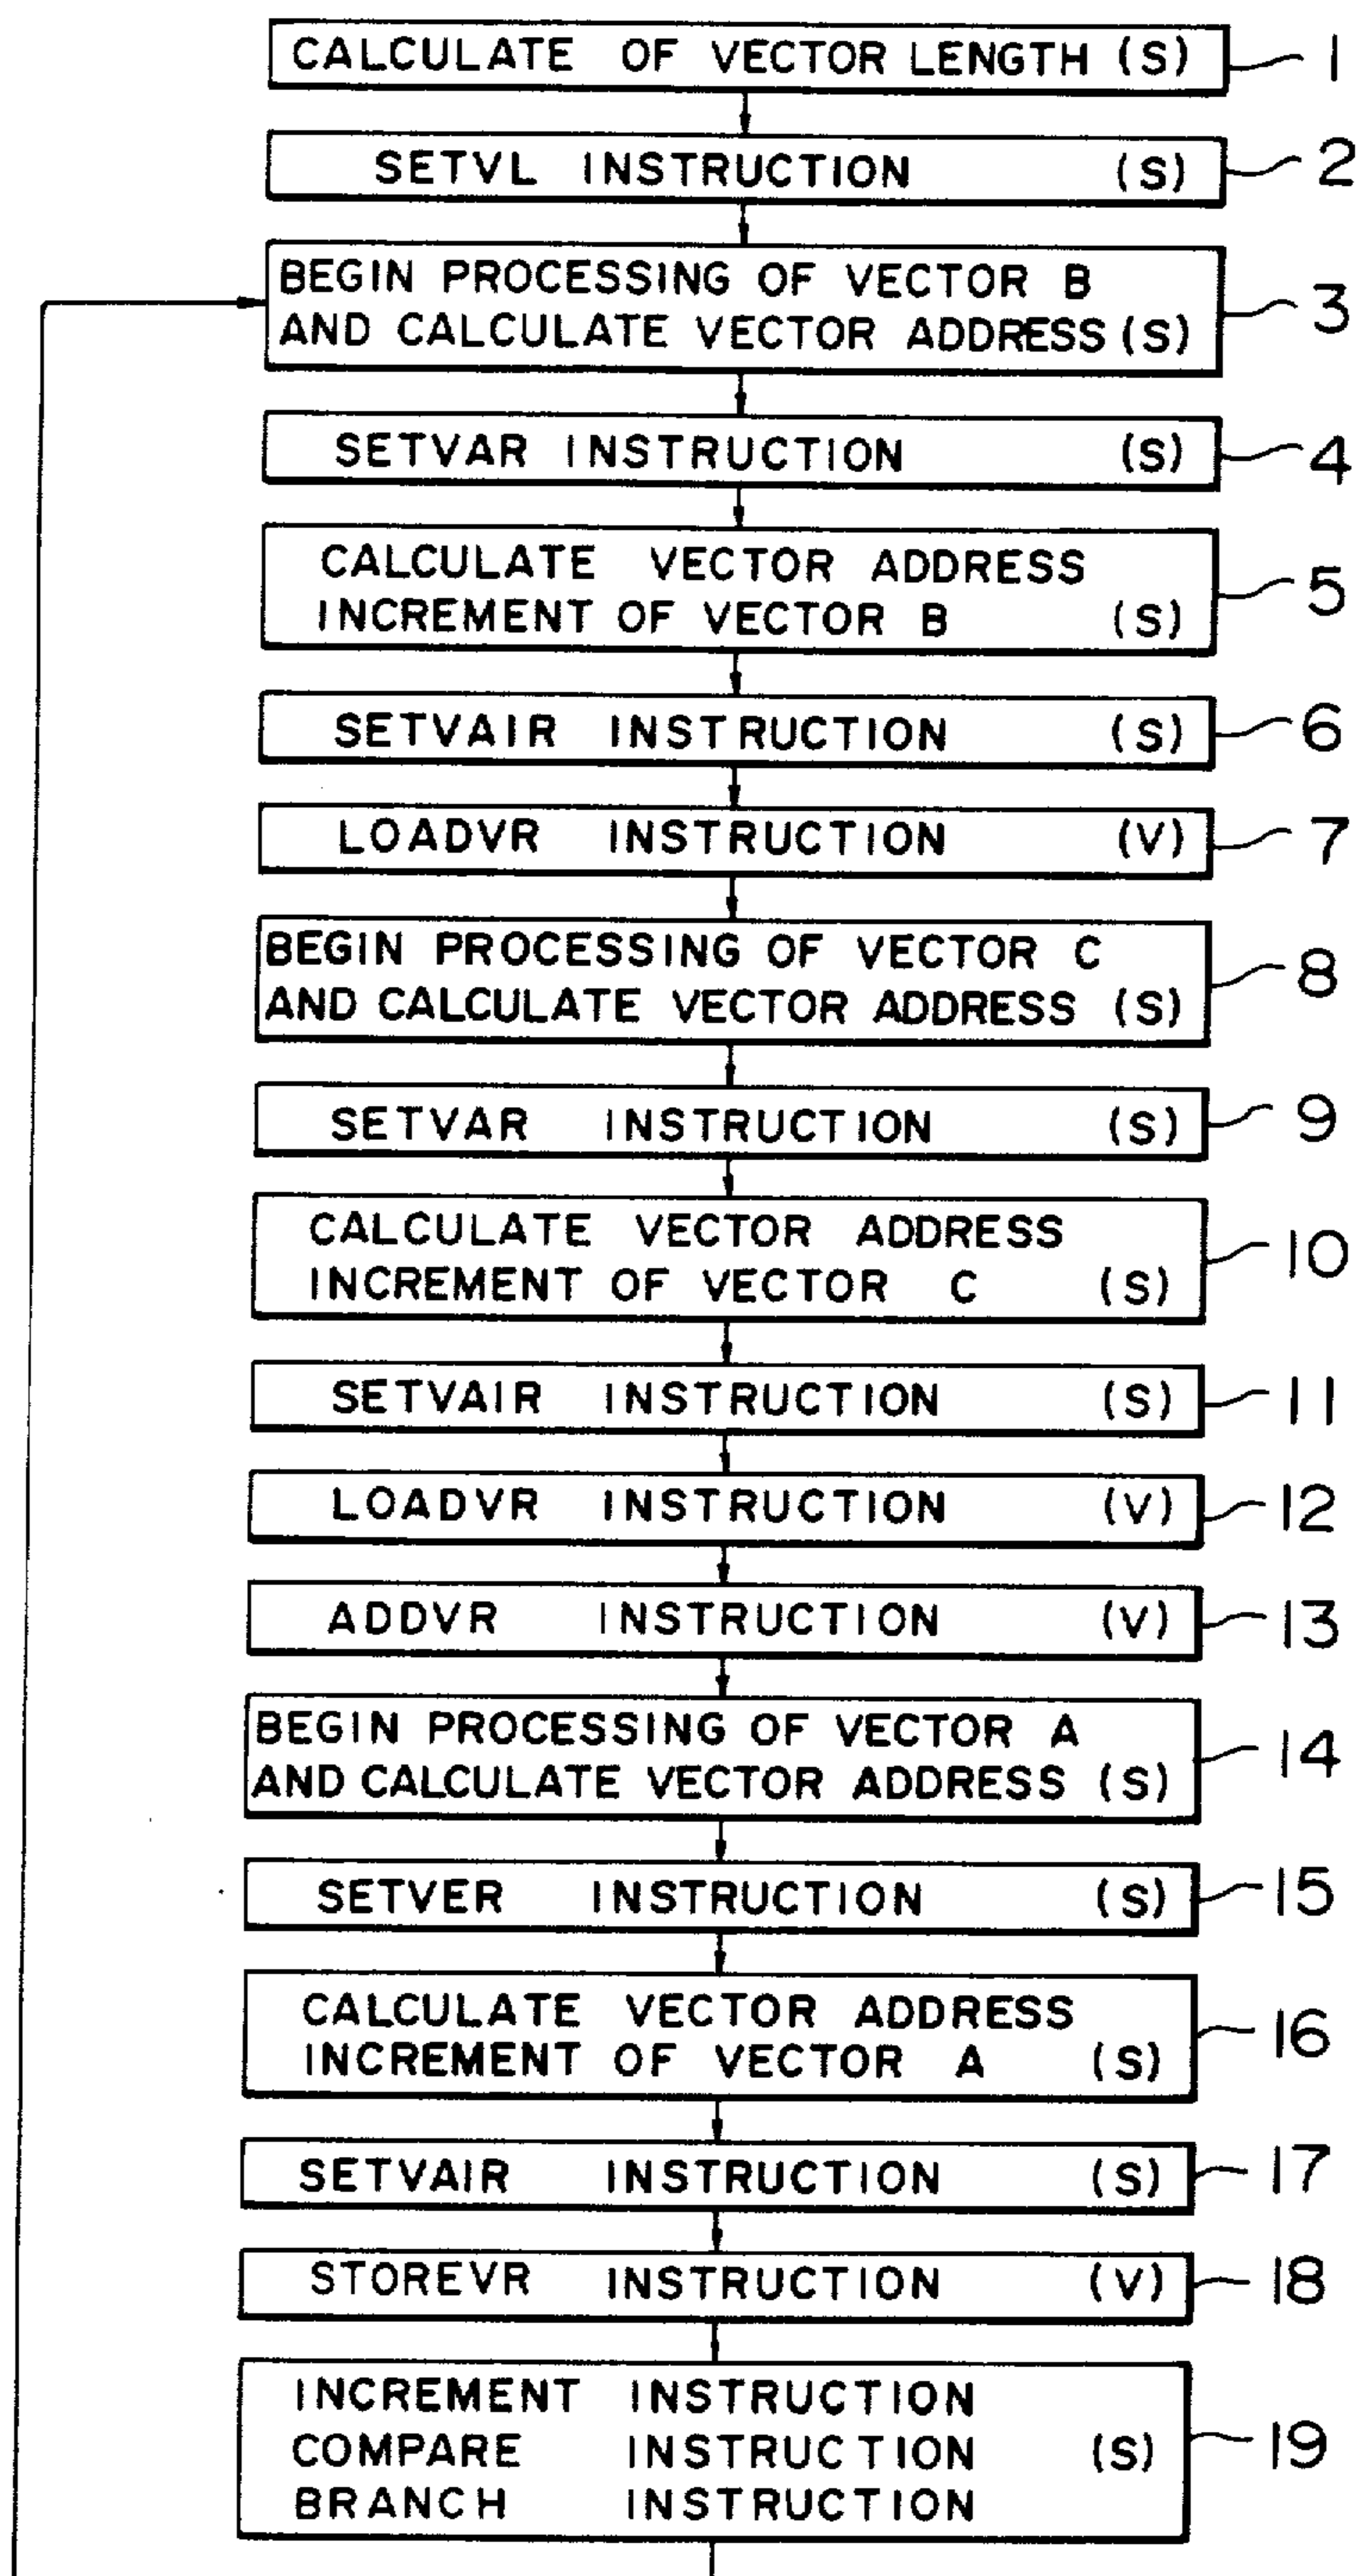 CALCULATE OF VECTOR LENGTH (S) 1
SETVL INSTRUCTION (S) 2
BEGIN PROCESSING OF VECTOR B
AND CALCULATE VECTOR ADDRESS (S) 3
SETVAR INSTRUCTION (S) 4
CALCULATE VECTOR ADDRESS
INCREMENT OF VECTOR B (S) 5
SETVAIR INSTRUCTION (S) 6
LOADVR INSTRUCTION (V) 7
BEGIN PROCESSING OF VECTOR C
AND CALCULATE VECTOR ADDRESS (S) 8
SETVAR INSTRUCTION (S) 9
CALCULATE VECTOR ADDRESS
INCREMENT OF VECTOR C (S) 10
SETVAIR INSTRUCTION (S) 11
LOADVR INSTRUCTION (V) 12
ADDVR INSTRUCTION (V) 13
BEGIN PROCESSING OF VECTOR A
AND CALCULATE VECTOR ADDRESS (S) 14
SETVER INSTRUCTION (S) 15
CALCULATE VECTOR ADDRESS
INCREMENT OF VECTOR A (S) 16
SETVAIR INSTRUCTION (S) 17
STOREVR INSTRUCTION (V) 18
INCREMENT INSTRUCTION
COMPARE INSTRUCTION (S) 19
BRANCH INSTRUCTION